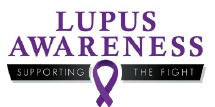 LUPUS
AWARENESS
SUPPORTING THE FIGHT